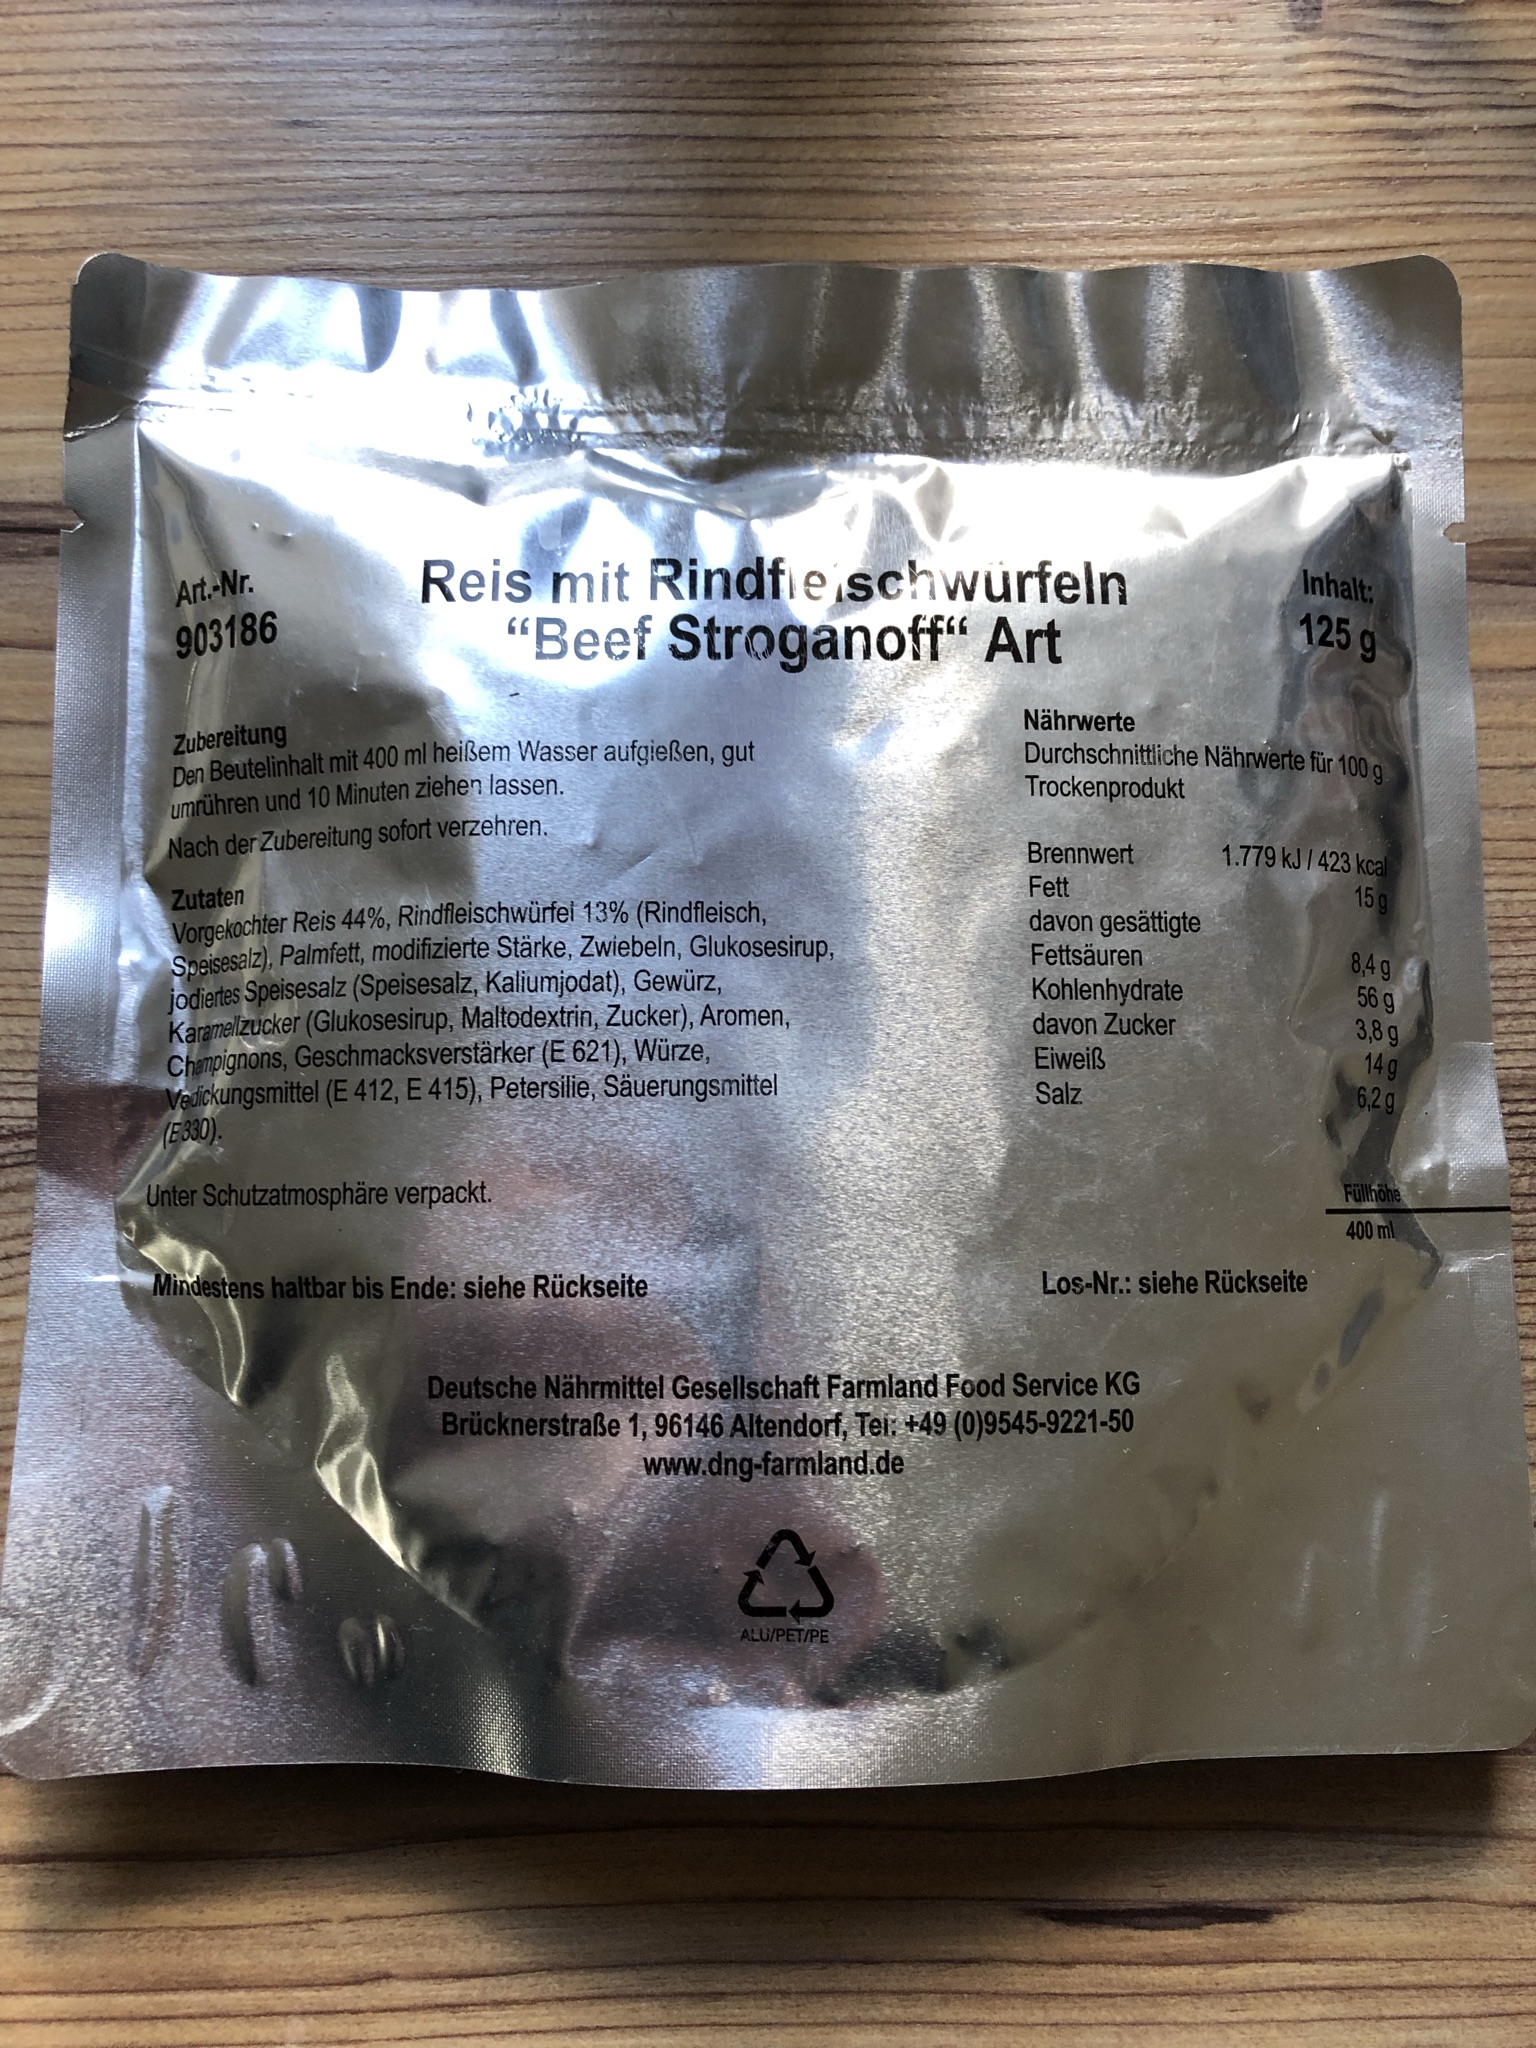 Art.-Nr.
903186
Reis mit Rindfleischwürfeln
“Beef Stroganoff“ Art
Inhalt:
125 g
Zubereitung
Den Beutelinhalt mit 400 ml heißem Wasser aufgießen, gut
umrühren und 10 Minuten ziehen lassen.
Nach der Zubereitung sofort verzehren.
Zutaten
Vorgekochter Reis 44%, Rindfleischwürfel 13% (Rindfleisch,
Speisesalz), Palmfett, modifizierte Stärke, Zwiebeln, Glukosesirup,
jodiertes Speisesalz (Speisesalz, Kaliumjodat), Gewürz,
Karamellzucker (Glukosesirup, Maltodextrin, Zucker), Aromen,
Champignons, Geschmacksverstärker (E 621), Würze,
Vedickungsmittel (E 412, E 415), Petersilie, Säuerungsmittel
(E 330).
Unter Schutzatmosphäre verpackt.
Nährwerte
Durchschnittliche Nährwerte für 100 g
Trockenprodukt
Brennwert 1.779 kJ / 423 kcal
Fett 15 g
davon gesättigte
Fettsäuren 8,4 g
Kohlenhydrate 56 g
davon Zucker 3,8 g
Eiweiß 14 g
Salz 6,2 g
Füllhöhe
400 ml
Mindestens haltbar bis Ende: siehe Rückseite
Los-Nr.: siehe Rückseite
Deutsche Nährmittel Gesellschaft Farmland Food Service KG
Brücknerstraße 1, 96146 Altendorf, Tel: +49 (0)9545-9221-50
www.dng-farmland.de
ALU/PET/PE